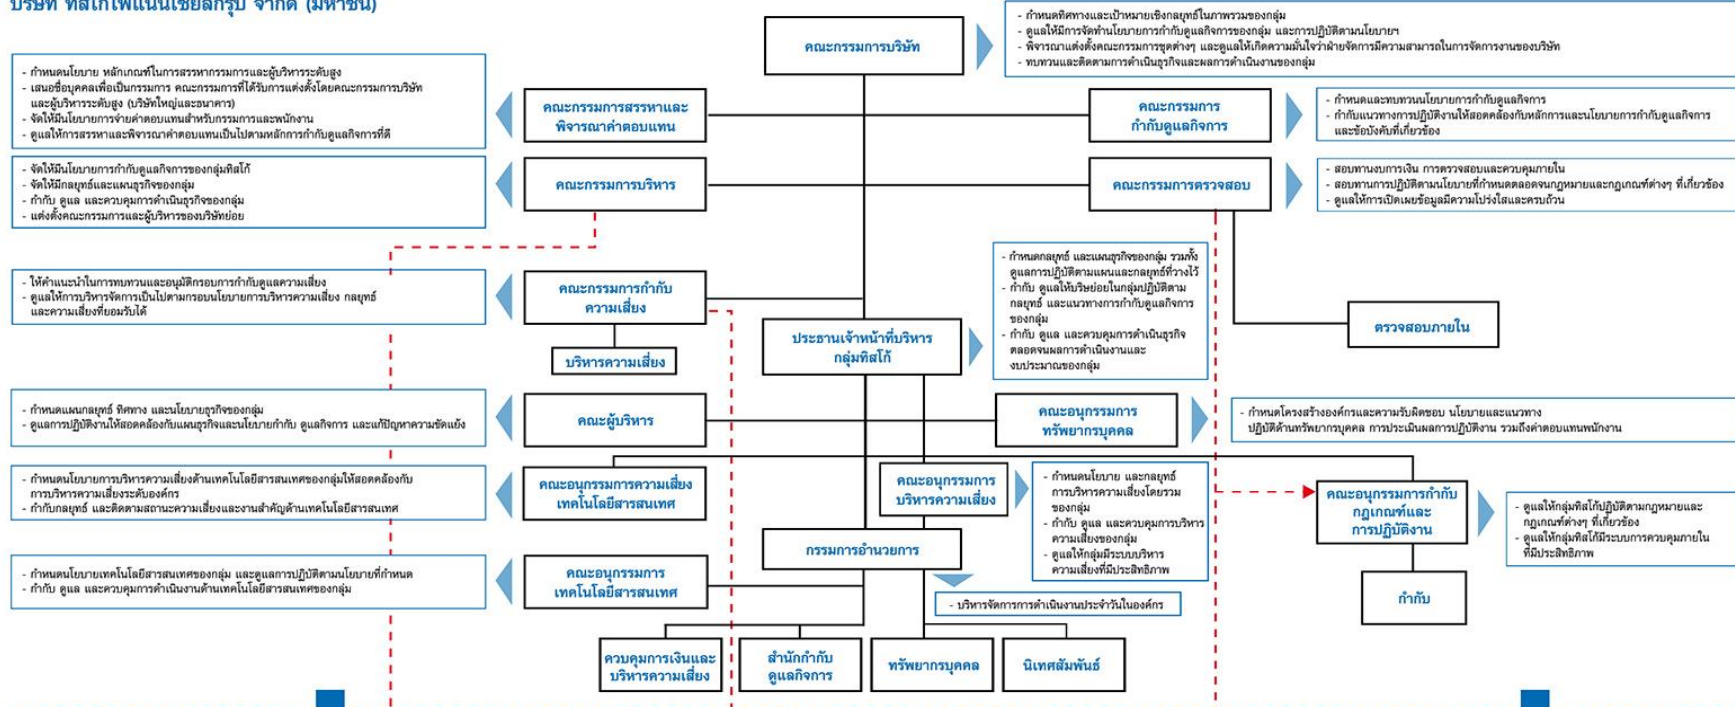 บริษัท ทิสโก้ไฟแนนเชียลกรุ๊ป จำกัด (มหาชน)
คณะกรรมการบริษัท
- กำหนดทิศทางและเป้าหมายเชิงกลยุทธ์ในภาพรวมของกลุ่ม
- ดูแลให้มีการจัดทำนโยบายการกำกับดูแลกิจการของกลุ่ม และการปฏิบัติตามนโยบายฯ
- พิจารณาแต่งตั้งคณะกรรมการชุดต่างๆ และดูแลให้เกิดความมั่นใจว่าฝ่ายจัดการมีความสามารถในการจัดการงานของบริษัท
- ทบทวนและติดตามการดำเนินธุรกิจและผลการดำเนินงานของกลุ่ม
- กำหนดนโยบาย หลักเกณฑ์ในการสรรหากรรมการและผู้บริหารระดับสูง
- เสนอชื่อบุคคลเพื่อเป็นกรรมการ คณะกรรมการที่ได้รับการแต่งตั้งโดยคณะกรรมการบริษัท
และผู้บริหารระดับสูง (บริษัทใหญ่และธนาคาร)
- จัดให้มีนโยบายการจ่ายค่าตอบแทนสำหรับกรรมการและพนักงาน
- ดูแลให้การสรรหาและพิจารณาค่าตอบแทนเป็นไปตามหลักการกำกับดูแลกิจการที่ดี
คณะกรรมการสรรหาและ
พิจารณาค่าตอบแทน
คณะกรรมการ
กำกับดูแลกิจการ
- กำหนดและทบทวนนโยบายการกำกับดูแลกิจการ
- กำกับแนวทางการปฏิบัติงานให้สอดคล้องกับหลักการและนโยบายการกำกับดูแลกิจการ
และข้อบังคับที่เกี่ยวข้อง
- จัดให้มีนโยบายการกำกับดูแลกิจการของกลุ่มทิสโก้
- จัดให้มีกลยุทธ์และแผนธุรกิจของกลุ่ม
- กำกับ ดูแล และควบคุมการดำเนินธุรกิจของกลุ่ม
- แต่งตั้งคณะกรรมการและผู้บริหารของบริษัทย่อย
คณะกรรมการบริหาร
คณะกรรมการตรวจสอบ
- สอบทานงบการเงิน การตรวจสอบและควบคุมภายใน
- สอบทานการปฏิบัติตามนโยบายที่กำหนดตลอดจนกฎหมายและกฎเกณฑ์ต่างๆ ที่เกี่ยวข้อง
- ดูแลให้การเปิดเผยข้อมูลมีความโปร่งใสและครบถ้วน
- ให้คำแนะนำในการทบทวนและอนุมัติกรอบการกำกับดูแลความเสี่ยง
- ดูแลให้การบริหารจัดการเป็นไปตามกรอบนโยบายการบริหารความเสี่ยง กลยุทธ์
และความเสี่ยงที่ยอมรับได้
คณะกรรมการกำกับ
ความเสี่ยง
บริหารความเสี่ยง
ประธานเจ้าหน้าที่บริหาร
กลุ่มทิสโก้
- กำหนดกลยุทธ์ และแผนธุรกิจของกลุ่ม รวมทั้ง
ดูแลการปฏิบัติตามแผนและกลยุทธ์ที่วางไว้
- กำกับ ดูแลให้บริษัย่อยในกลุ่มปฏิบัติตาม
กลยุทธ์ และแนวทางการกำกับดูแลกิจการ
ของกลุ่ม
- กำกับ ดูแล และควบคุมการดำเนินธุรกิจ
ตลอดจนผลการดำเนินงานและ
งบประมาณของกลุ่ม
ตรวจสอบภายใน
- กำหนดแผนกลยุทธ์ ทิศทาง และนโยบายธุรกิจของกลุ่ม
- ดูแลการปฏิบัติงานให้สอดคล้องกับแผนธุรกิจและนโยบายกำกับ ดูแลกิจการ และแก้ปัญหาความขัดแย้ง
คณะผู้บริหาร
คณะอนุกรรมการ
ทรัพยากรบุคคล
- กำหนดโครงสร้างองค์กรและความรับผิดชอบ นโยบายและแนวทาง
ปฏิบัติด้านทรัพยากรบุคคล การประเมินผลการปฏิบัติงาน รวมถึงค่าตอบแทนพนักงาน
- กำหนดนโยบายการบริหารความเสี่ยงด้านเทคโนโลยีสารสนเทศของกลุ่มให้สอดคล้องกับ
การบริหารความเสี่ยงระดับองค์กร
- กำกับกลยุทธ์ และติดตามสถานะความเสี่ยงและงานสำคัญด้านเทคโนโลยีสารสนเทศ
คณะอนุกรรมการความเสี่ยง
เทคโนโลยีสารสนเทศ
คณะอนุกรรมการ
บริหารความเสี่ยง
- กำหนดนโยบาย และกลยุทธ์
การบริหารความเสี่ยงโดยรวม
ของกลุ่ม
- กำกับ ดูแล และควบคุมการบริหาร
ความเสี่ยงของกลุ่ม
- ดูแลให้กลุ่มมีระบบบริหาร
ความเสี่ยงที่มีประสิทธิภาพ
คณะอนุกรรมการกำกับ
กฎเกณฑ์และ
การปฏิบัติงาน
- ดูแลให้กลุ่มทิสโก้ปฏิบัติตามกฎหมายและ
กฎเกณฑ์ต่างๆ ที่เกี่ยวข้อง
- ดูแลให้กลุ่มทิสโก้มีระบบการควบคุมภายใน
ที่มีประสิทธิภาพ
กรรมการอำนวยการ
- กำหนดนโยบายเทคโนโลยีสารสนเทศของกลุ่ม และดูแลการปฏิบัติตามนโยบายที่กำหนด
- กำกับ ดูแล และควบคุมการดำเนินงานด้านเทคโนโลยีสารสนเทศของกลุ่ม
คณะอนุกรรมการ
เทคโนโลยีสารสนเทศ
- บริหารจัดการการดำเนินงานประจำวันในองค์กร
กำกับ
ควบคุมการเงินและ
บริหารความเสี่ยง
สำนักกำกับ
ดูแลกิจการ
ทรัพยากรบุคคล
นิเทศสัมพันธ์